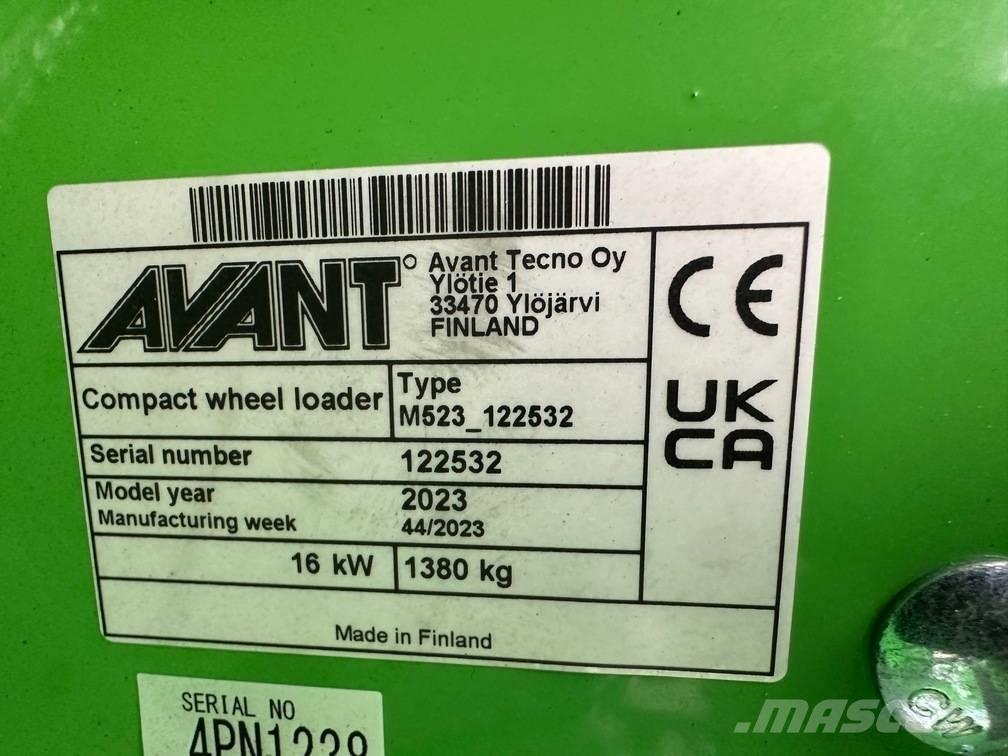 AVANT
Avant Tecno Oy
Ylötie 1
33470 Ylöjärvi
FINLAND
CE
UK
CA
Compact wheel loader
Type
M523_122532
Serial number 122532
Model year 2023
Manufacturing week 44/2023
16 kW 1380 kg
Made in Finland
SERIAL NO